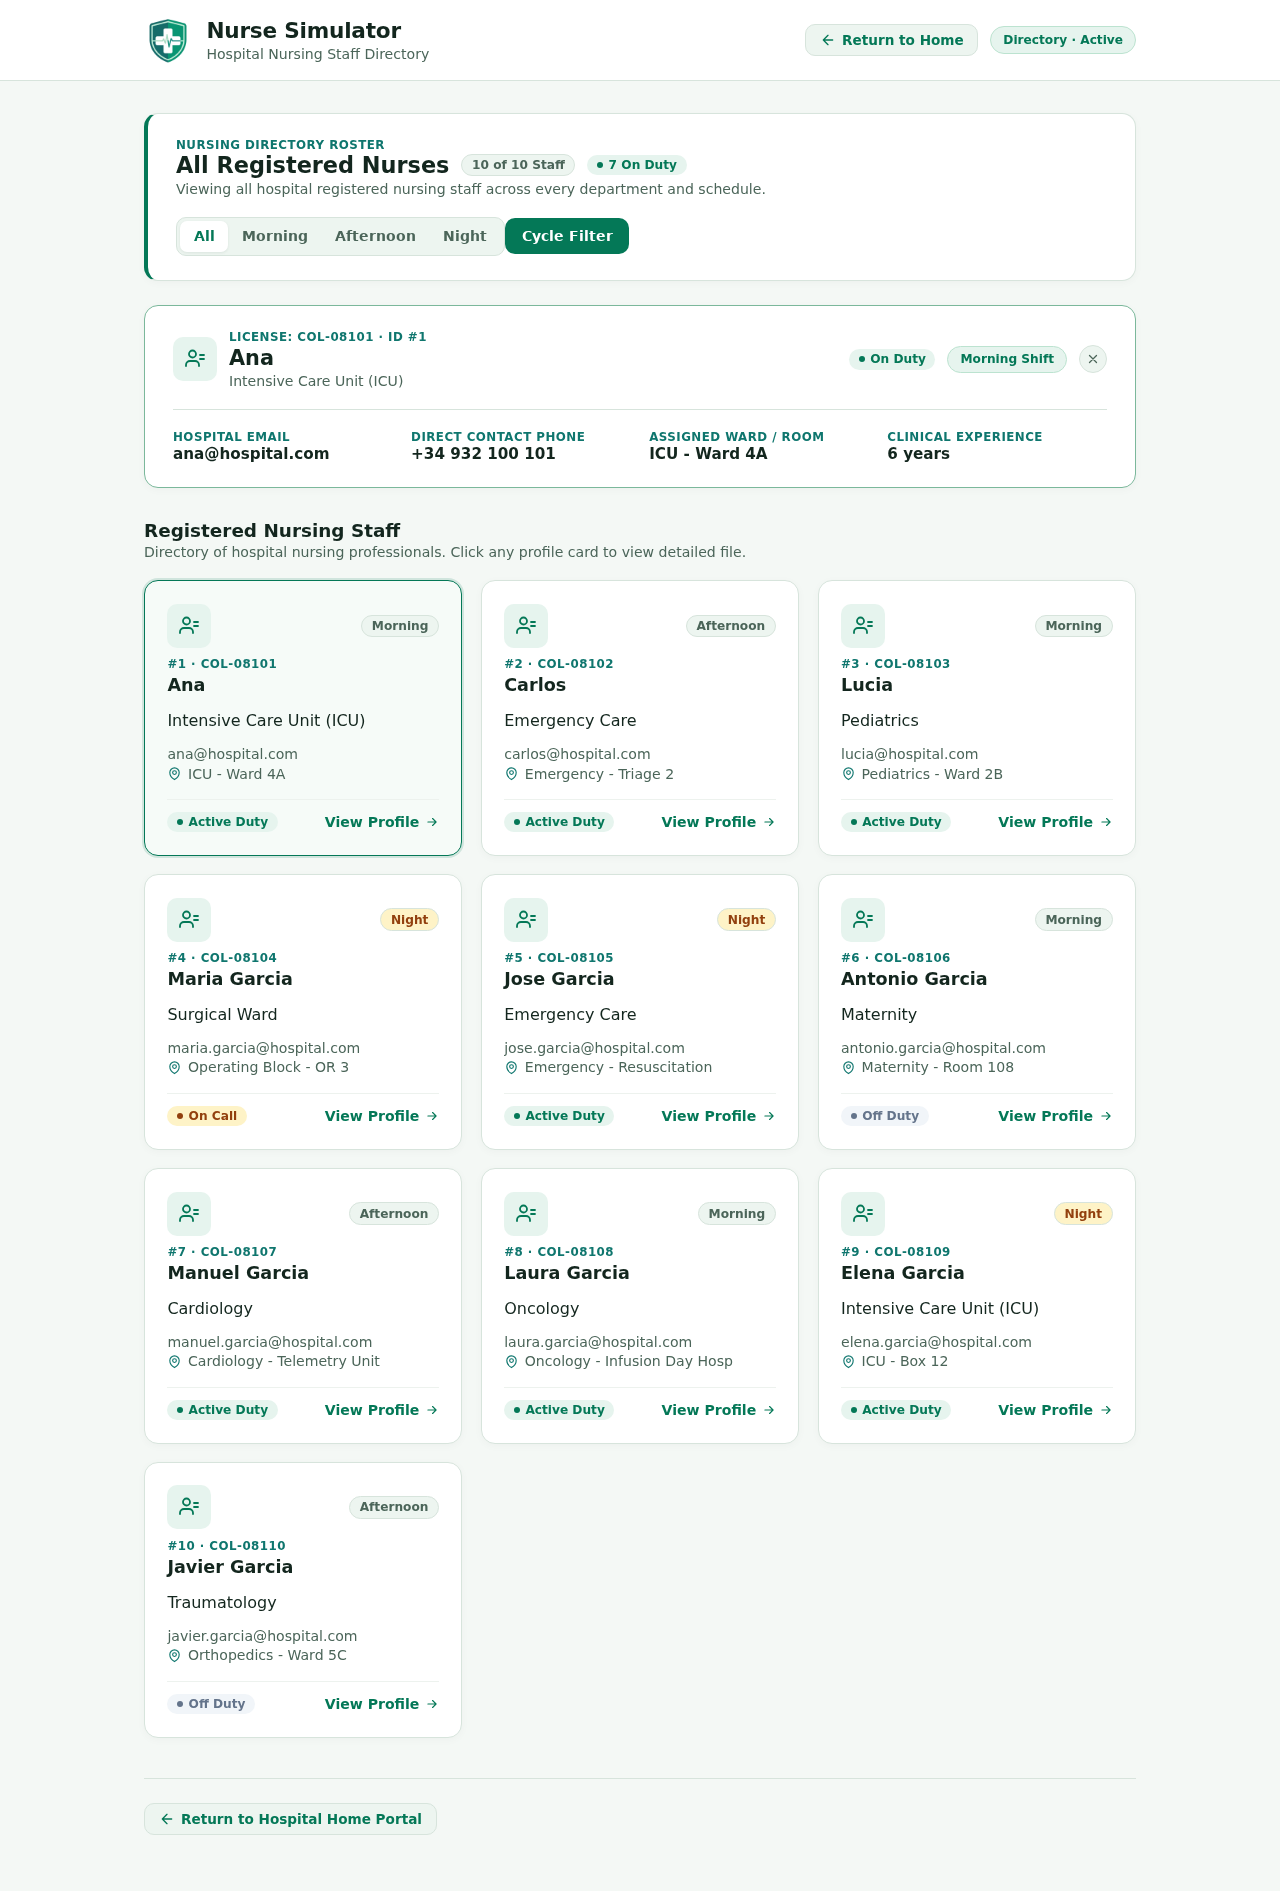 Nurse Simulator
Hospital Nursing Staff Directory
Return to Home
Directory · Active
NURSING DIRECTORY ROSTER
All Registered Nurses 10 of 10 Staff 7 On Duty
Viewing all hospital registered nursing staff across every department and schedule.
All Morning Afternoon Night Cycle Filter
LICENSE: COL-08101 · ID #1
Ana
Intensive Care Unit (ICU)
On Duty Morning Shift
HOSPITAL EMAIL
ana@hospital.com
DIRECT CONTACT PHONE
+34 932 100 101
ASSIGNED WARD / ROOM
ICU - Ward 4A
CLINICAL EXPERIENCE
6 years
Registered Nursing Staff
Directory of hospital nursing professionals. Click any profile card to view detailed file.
Morning
#1 · COL-08101
Ana
Intensive Care Unit (ICU)
ana@hospital.com
ICU - Ward 4A
Active Duty View Profile
Afternoon
#2 · COL-08102
Carlos
Emergency Care
carlos@hospital.com
Emergency - Triage 2
Active Duty View Profile
Morning
#3 · COL-08103
Lucia
Pediatrics
lucia@hospital.com
Pediatrics - Ward 2B
Active Duty View Profile
Night
#4 · COL-08104
Maria Garcia
Surgical Ward
maria.garcia@hospital.com
Operating Block - OR 3
On Call View Profile
Night
#5 · COL-08105
Jose Garcia
Emergency Care
jose.garcia@hospital.com
Emergency - Resuscitation
Active Duty View Profile
Morning
#6 · COL-08106
Antonio Garcia
Maternity
antonio.garcia@hospital.com
Maternity - Room 108
Off Duty View Profile
Afternoon
#7 · COL-08107
Manuel Garcia
Cardiology
manuel.garcia@hospital.com
Cardiology - Telemetry Unit
Active Duty View Profile
Morning
#8 · COL-08108
Laura Garcia
Oncology
laura.garcia@hospital.com
Oncology - Infusion Day Hosp
Active Duty View Profile
Night
#9 · COL-08109
Elena Garcia
Intensive Care Unit (ICU)
elena.garcia@hospital.com
ICU - Box 12
Active Duty View Profile
Afternoon
#10 · COL-08110
Javier Garcia
Traumatology
javier.garcia@hospital.com
Orthopedics - Ward 5C
Off Duty View Profile
Return to Hospital Home Portal